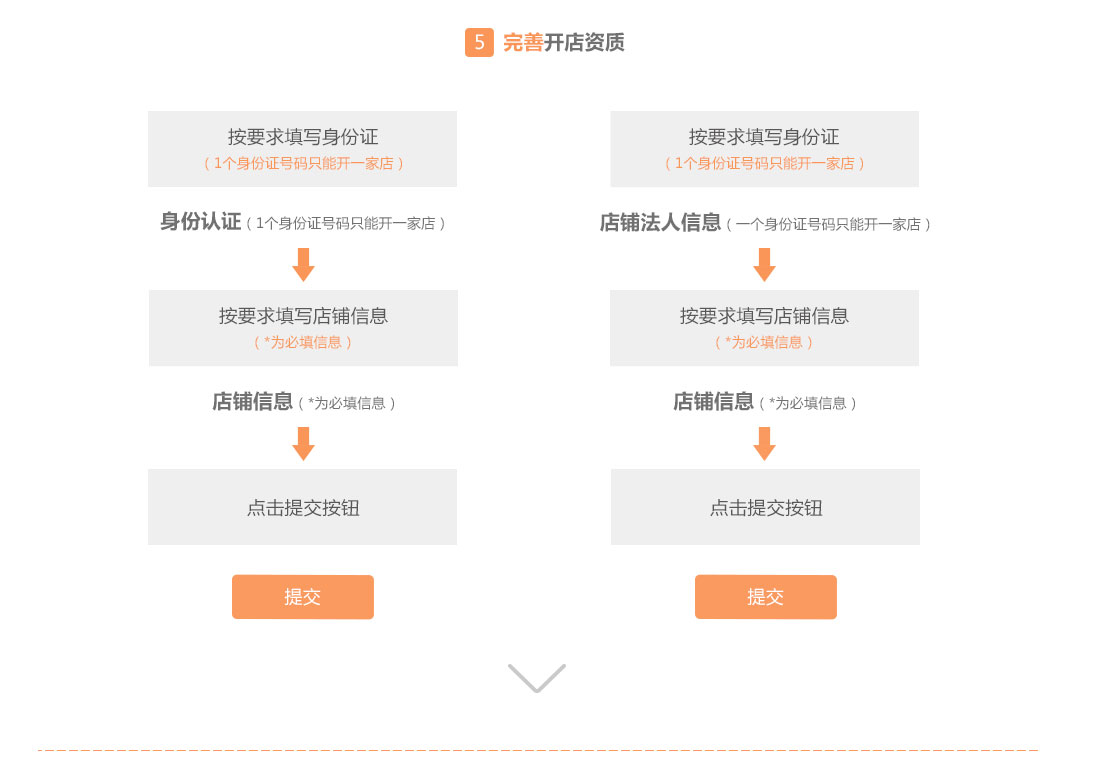 5 完善开店资质
按要求填写身份证
（1个身份证号码只能开一家店）
身份认证（1个身份证号码只能开一家店）
按要求填写店铺信息
（*为必填信息）
店铺信息（*为必填信息）
点击提交按钮
提交
按要求填写身份证
（1个身份证号码只能开一家店）
店铺法人信息（一个身份证号码只能开一家店）
按要求填写店铺信息
（*为必填信息）
店铺信息（*为必填信息）
点击提交按钮
提交